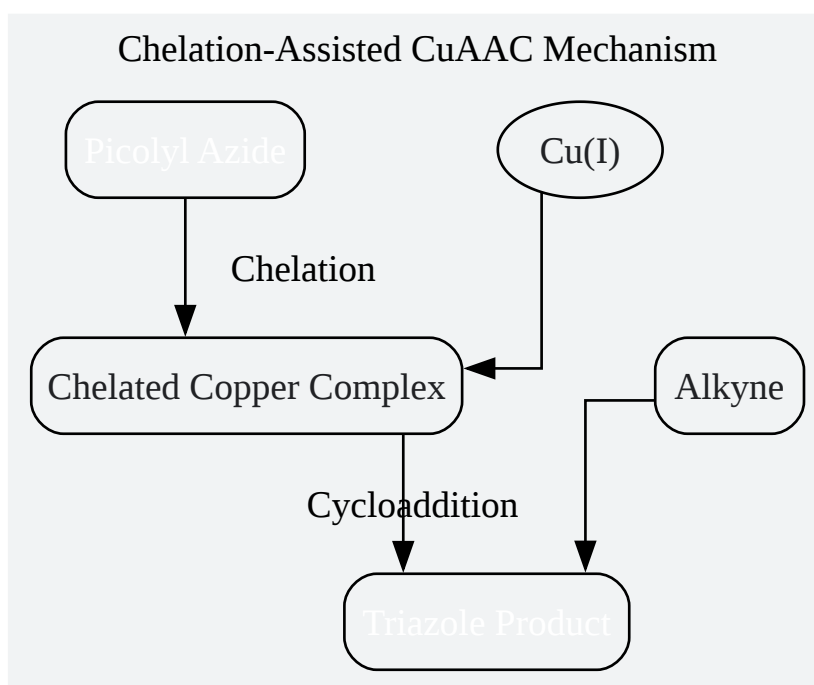 Chelation-Assisted CuAAC Mechanism
Picolyl Azide
Cu(I)
Chelation
Chelated Copper Complex
Alkyne
Cycloaddition
Triazole Product